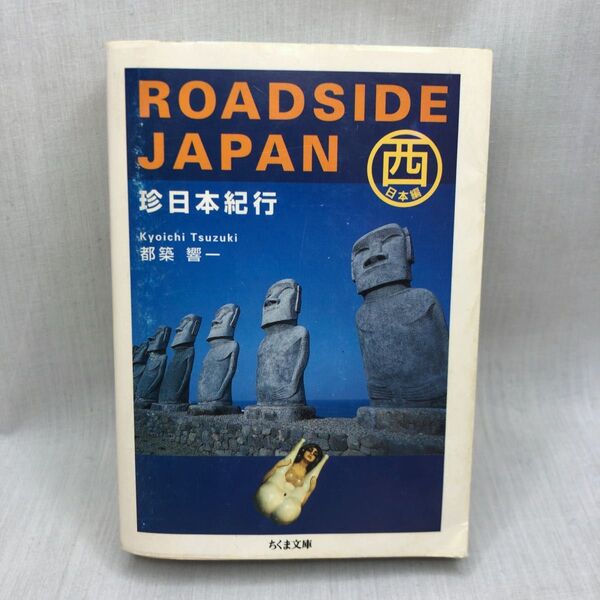 ROADSIDE
JAPAN
西
日本編
珍日本紀行
Kyoichi Tsuzuki
都築 響一
ちくま文庫